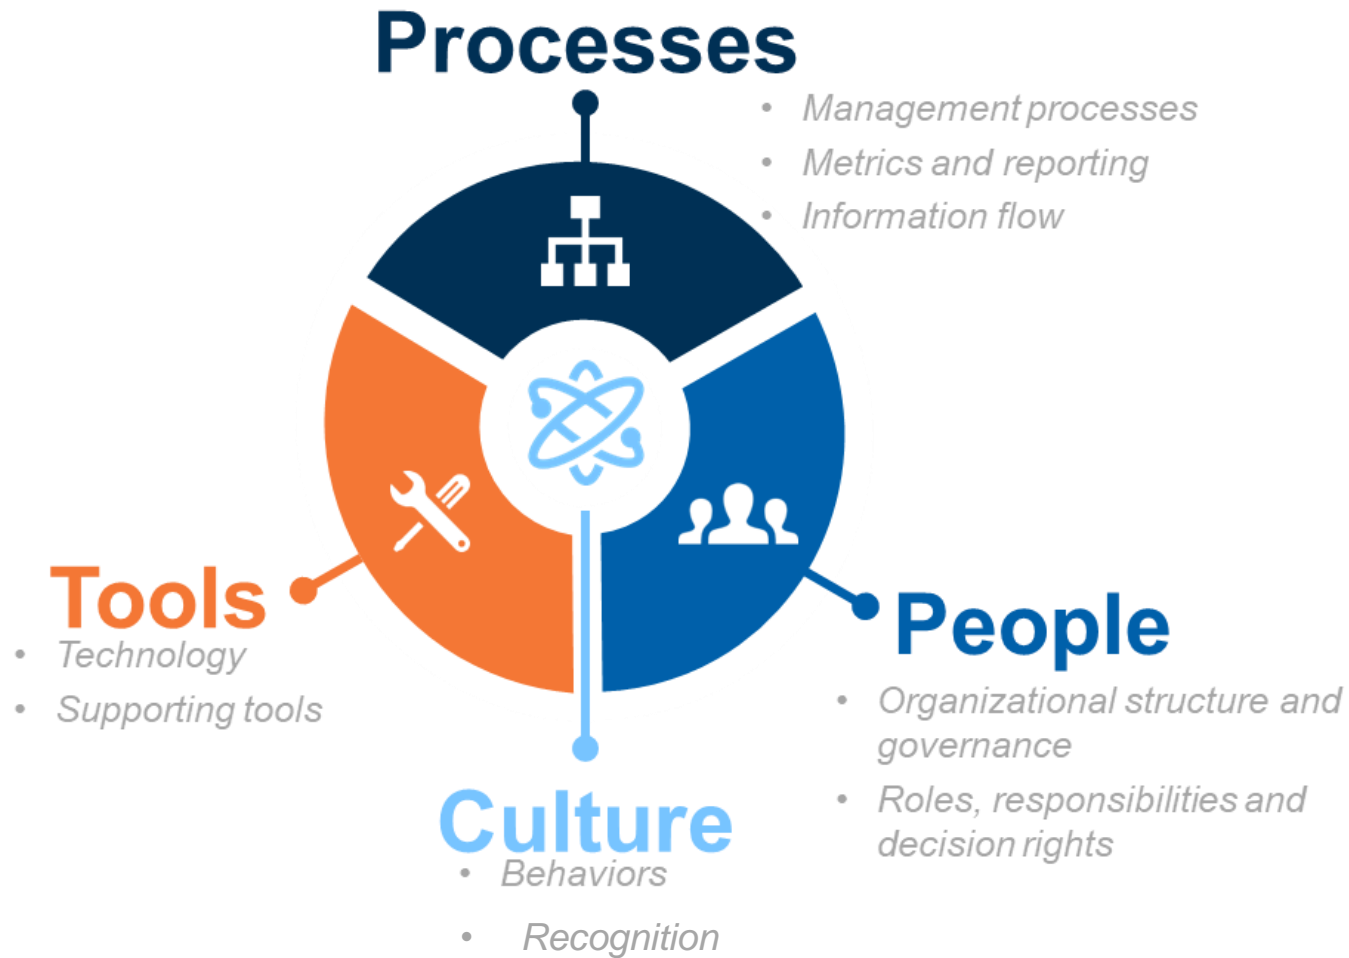 Processes
• Management processes
• Metrics and reporting
• Information flow
Tools
• Technology
• Supporting tools
People
• Organizational structure and
governance
• Roles, responsibilities and
decision rights
Culture
• Behaviors
• Recognition